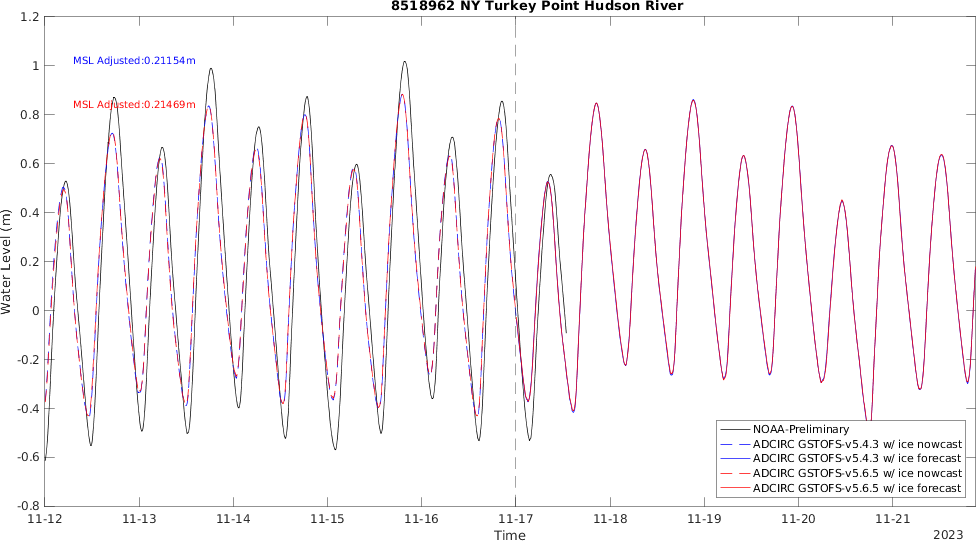 8518962 NY Turkey Point Hudson River
1.2
1
0.8
0.6
0.4
0.2
0
-0.2
-0.4
-0.6
-0.8
Water Level (m)
MSL Adjusted:0.21154m
MSL Adjusted:0.21469m
NOAA-Preliminary
ADCIRC GSTOFS-v5.4.3 w/ ice nowcast
ADCIRC GSTOFS-v5.4.3 w/ ice forecast
ADCIRC GSTOFS-v5.6.5 w/ ice nowcast
ADCIRC GSTOFS-v5.6.5 w/ ice forecast
11-12 11-13 11-14 11-15 11-16 11-17 11-18 11-19 11-20 11-21
Time
2023